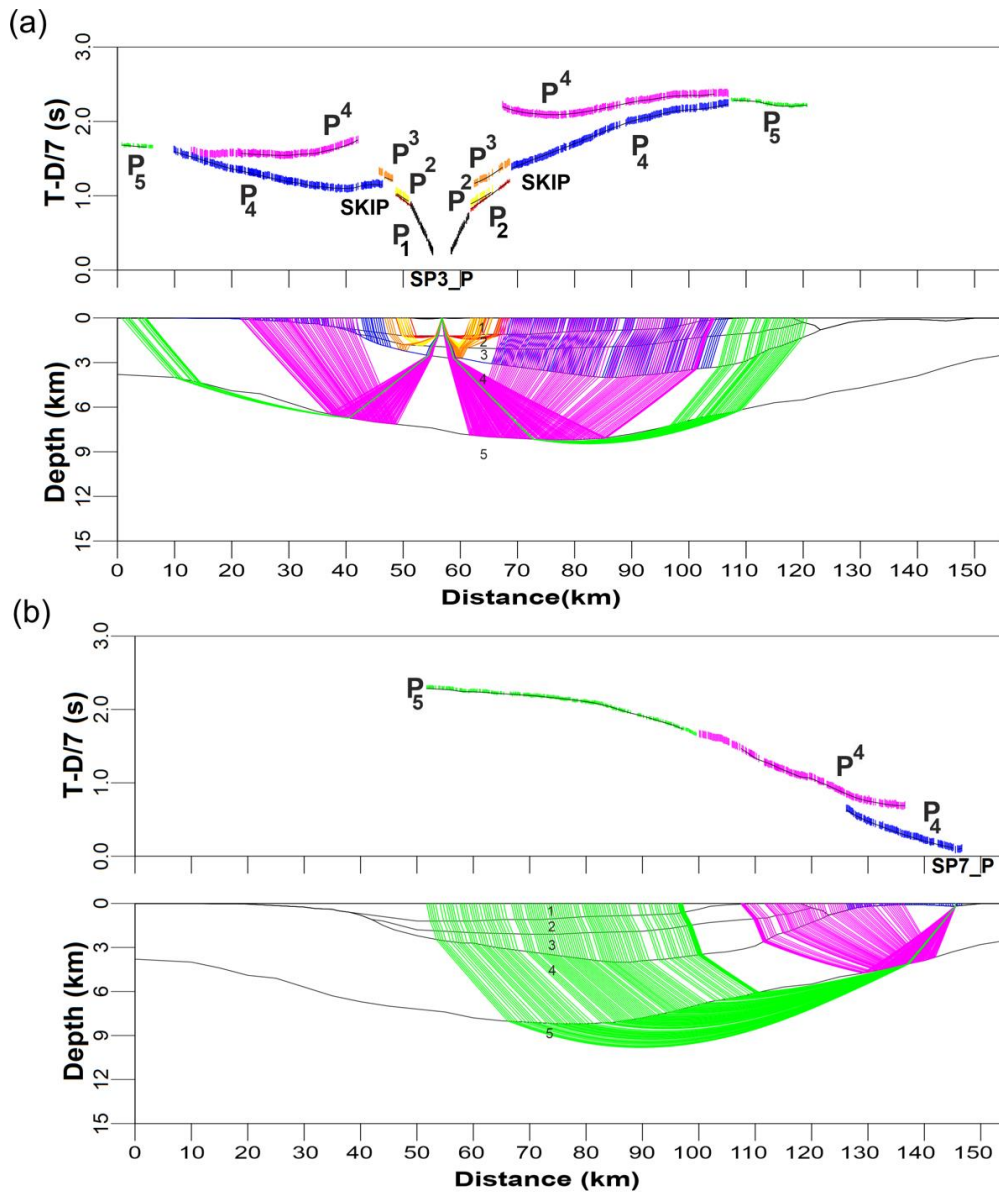 (a)
T-D/7 (s)
3.0
2.0
1.0
0.0
P5
P4
P⁴
P³
P²
SKIP
P1
SP3_P
P⁴
P³
P²
P2
SKIP
P4
P5
Depth (km)
0
3
6
9
12
15
1
2
3
4
5
0 10 20 30 40 50 60 70 80 90 100 110 120 130 140 150
Distance(km)
(b)
T-D/7 (s)
3.0
2.0
1.0
0.0
P5
P⁴
P4
SP7_P
Depth (km)
0
3
6
9
12
15
1
2
3
4
5
0 10 20 30 40 50 60 70 80 90 100 110 120 130 140 150
Distance (km)